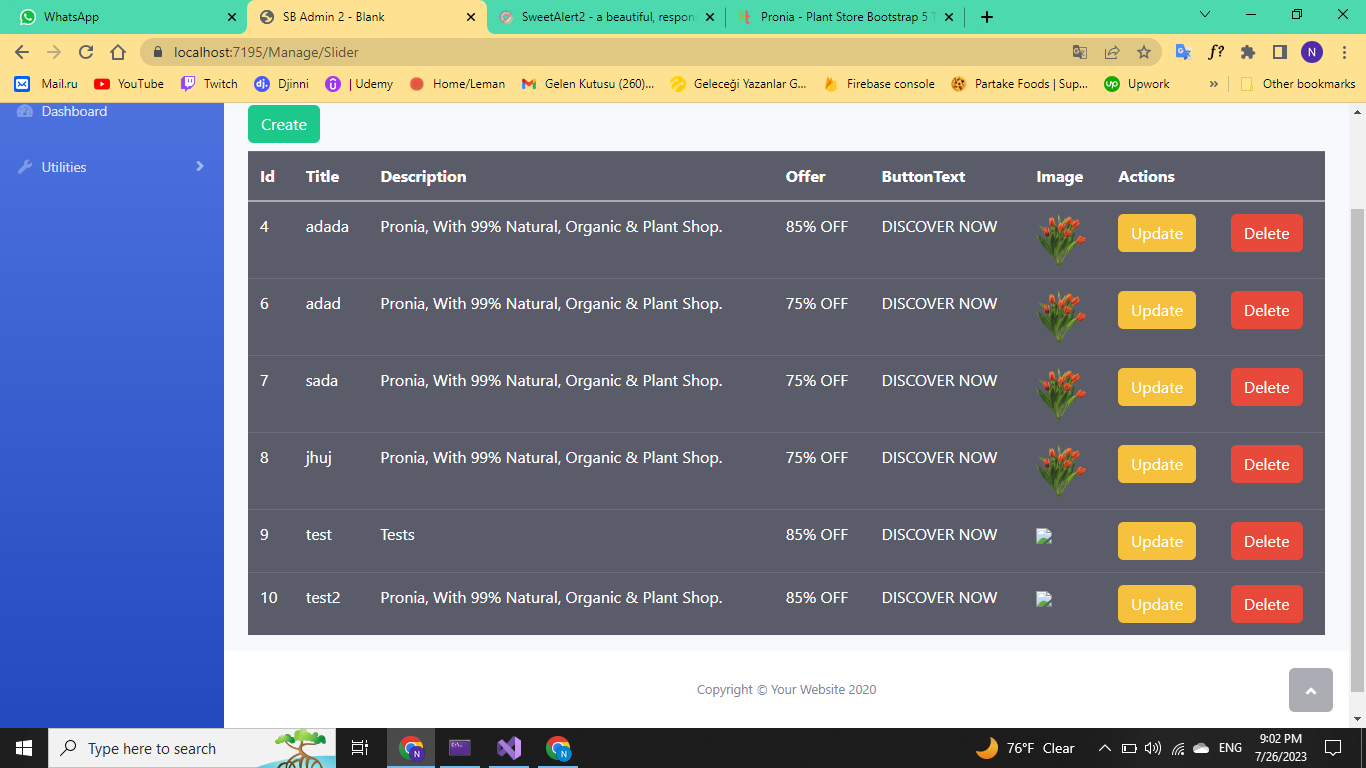 WhatsApp
SB Admin 2 - Blank
SweetAlert2 - a beautiful, respon
Pronia - Plant Store Bootstrap 5 T
localhost:7195/Manage/Slider
f?
N
Mail.ru
YouTube
Twitch
Djinni
| Udemy
Home/Leman
Gelen Kutusu (260)...
Geleceği Yazanlar G...
Firebase console
Partake Foods | Sup...
Upwork
»
Other bookmarks
Dashboard
Utilities
Create
Id Title Description Offer ButtonText Image Actions
4 adada Pronia, With 99% Natural, Organic & Plant Shop. 85% OFF DISCOVER NOW Update Delete
6 adad Pronia, With 99% Natural, Organic & Plant Shop. 75% OFF DISCOVER NOW Update Delete
7 sada Pronia, With 99% Natural, Organic & Plant Shop. 75% OFF DISCOVER NOW Update Delete
8 jhuj Pronia, With 99% Natural, Organic & Plant Shop. 75% OFF DISCOVER NOW Update Delete
9 test Tests 85% OFF DISCOVER NOW Update Delete
10 test2 Pronia, With 99% Natural, Organic & Plant Shop. 85% OFF DISCOVER NOW Update Delete
Copyright © Your Website 2020
Type here to search
76°F Clear
ENG
9:02 PM
7/26/2023